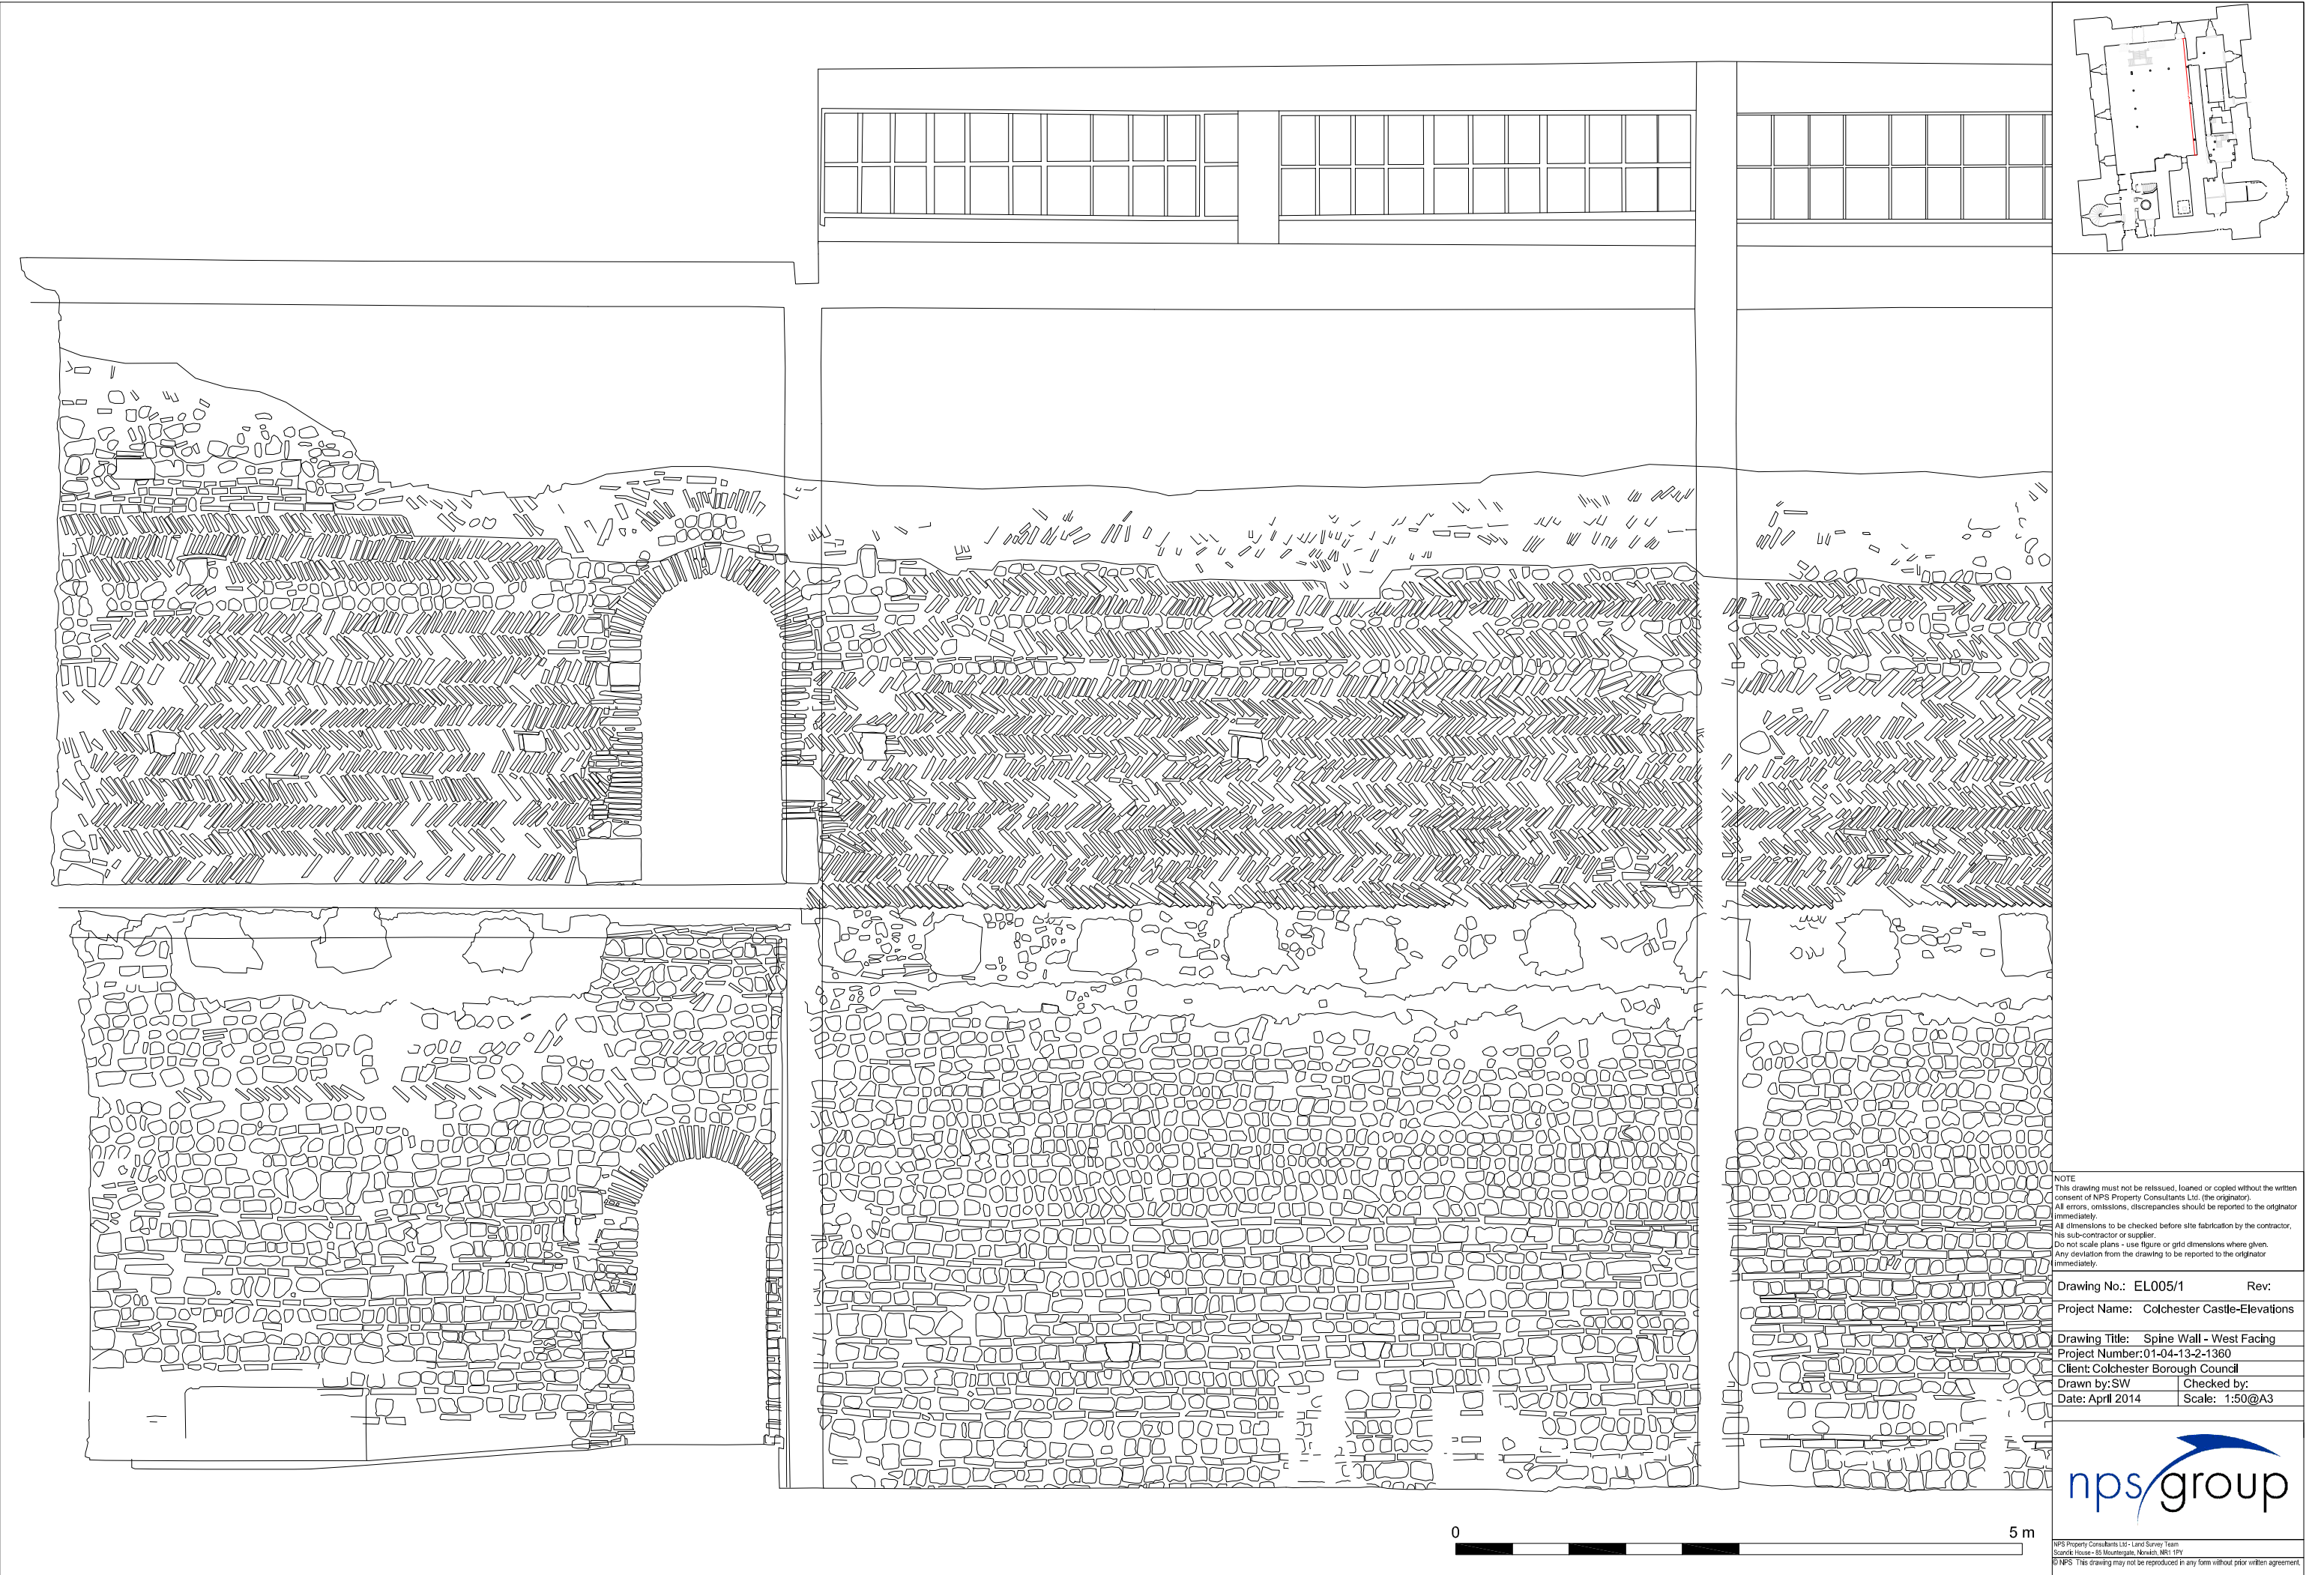 NOTE
This drawing must not be reissued, loaned or copied without the written
consent of NPS Property Consultants Ltd. (the originator).
All errors, omissions, discrepancies should be reported to the originator
immediately.
All dimensions to be checked before site fabrication by the contractor,
his sub-contractor or supplier.
Do not scale plans - use figure or grid dimensions where given.
Any deviation from the drawing to be reported to the originator
immediately.
Drawing No.: EL005/1 Rev:
Project Name: Colchester Castle-Elevations
Drawing Title: Spine Wall - West Facing
Project Number:01-04-13-2-1360
Client: Colchester Borough Council
Drawn by:SW Checked by:
Date: April 2014 Scale: 1:50@A3
nps group
0 5 m
NPS Property Consultants Ltd - Land Survey Team
Scandic House - 85 Mountergate, Norwich, NR1 1PY
© NPS This drawing may not be reproduced in any form without prior written agreement.